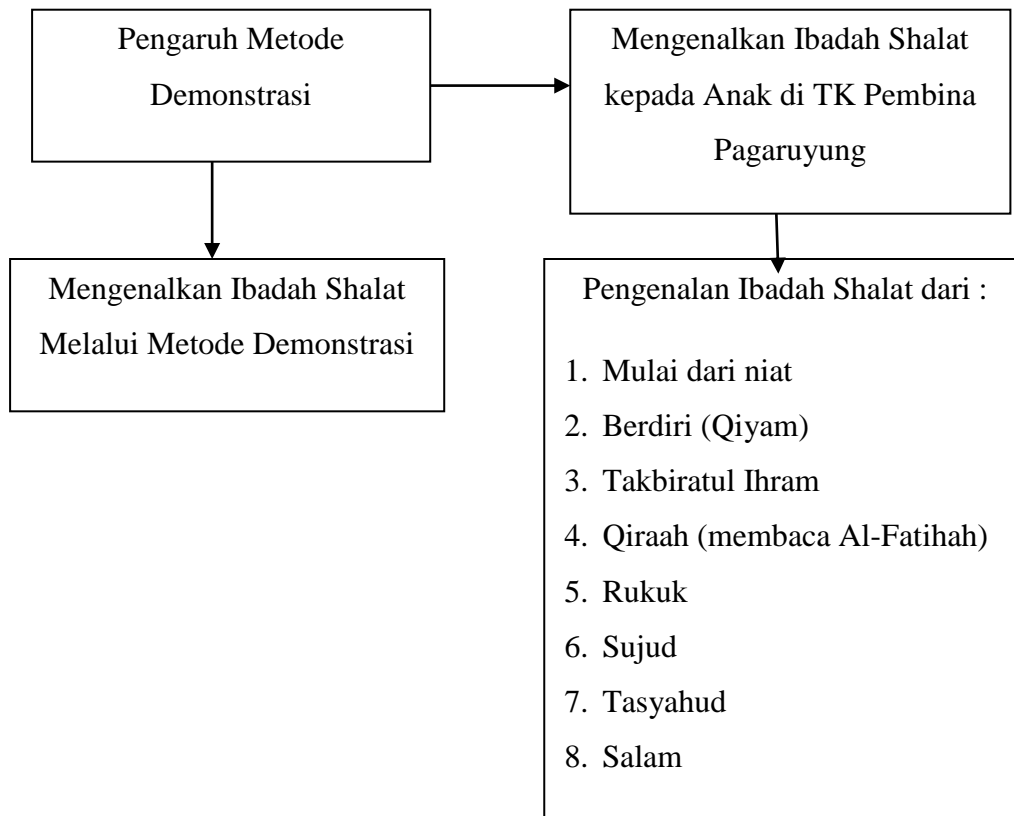 Pengaruh Metode
Demonstrasi
Mengenalkan Ibadah Shalat
kepada Anak di TK Pembina
Pagaruyung
Mengenalkan Ibadah Shalat
Melalui Metode Demonstrasi
Pengenalan Ibadah Shalat dari :
1. Mulai dari niat
2. Berdiri (Qiyam)
3. Takbiratul Ihram
4. Qiraah (membaca Al-Fatihah)
5. Rukuk
6. Sujud
7. Tasyahud
8. Salam